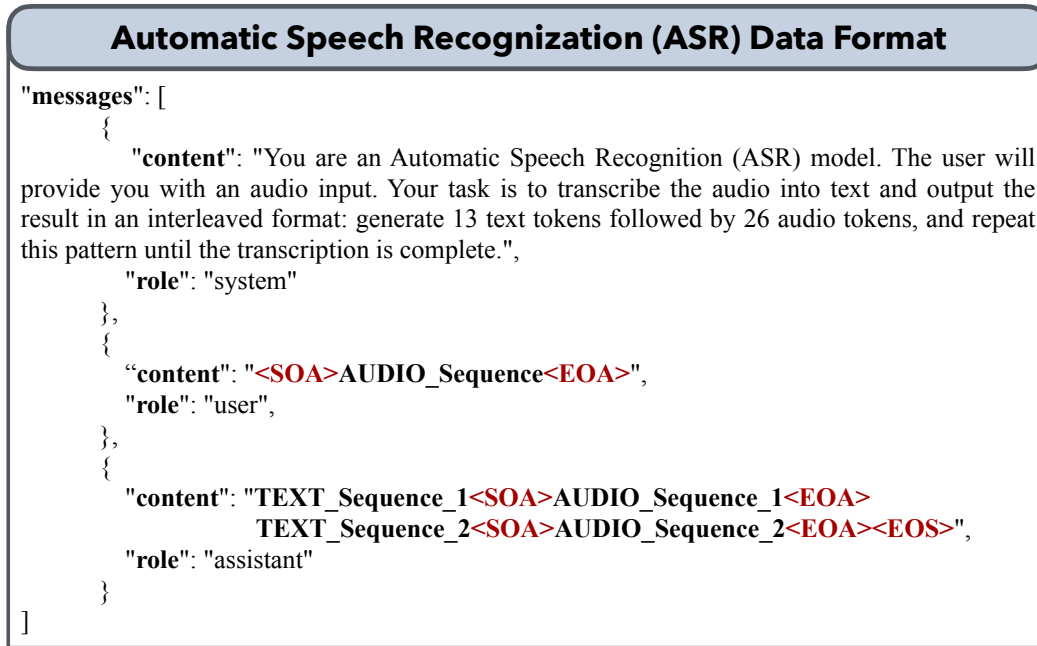 Automatic Speech Recognization (ASR) Data Format
"messages": [
{
"content": "You are an Automatic Speech Recognition (ASR) model. The user will
provide you with an audio input. Your task is to transcribe the audio into text and output the
result in an interleaved format: generate 13 text tokens followed by 26 audio tokens, and repeat
this pattern until the transcription is complete.",
"role": "system"
},
{
“content": "<SOA>AUDIO_Sequence<EOA>",
"role": "user",
},
{
"content": "TEXT_Sequence_1<SOA>AUDIO_Sequence_1<EOA>
TEXT_Sequence_2<SOA>AUDIO_Sequence_2<EOA><EOS>",
"role": "assistant"
}
]